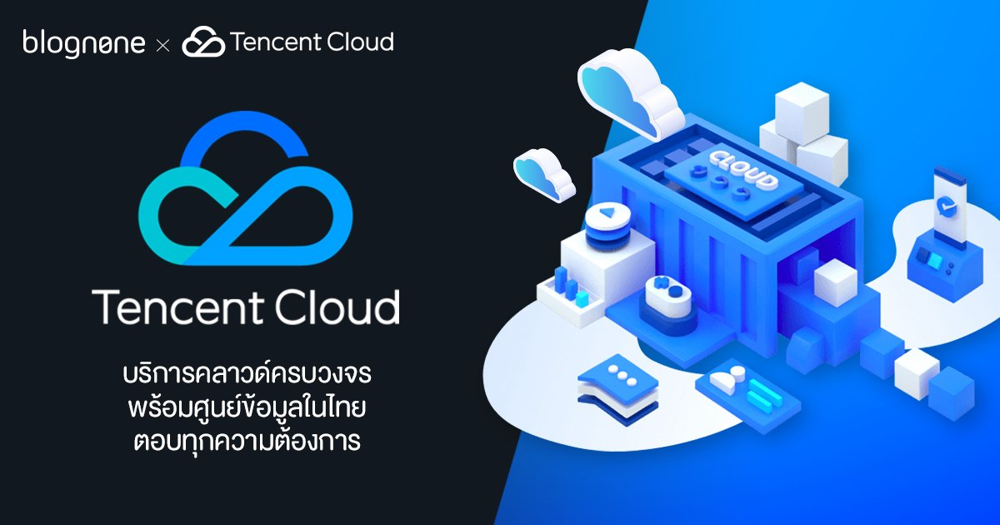 blognone × Tencent Cloud
Tencent Cloud
บริการคลาวด์ครบวงจร
พร้อมศูนย์ข้อมูลในไทย
ตอบทุกความต้องการ
CLOUD